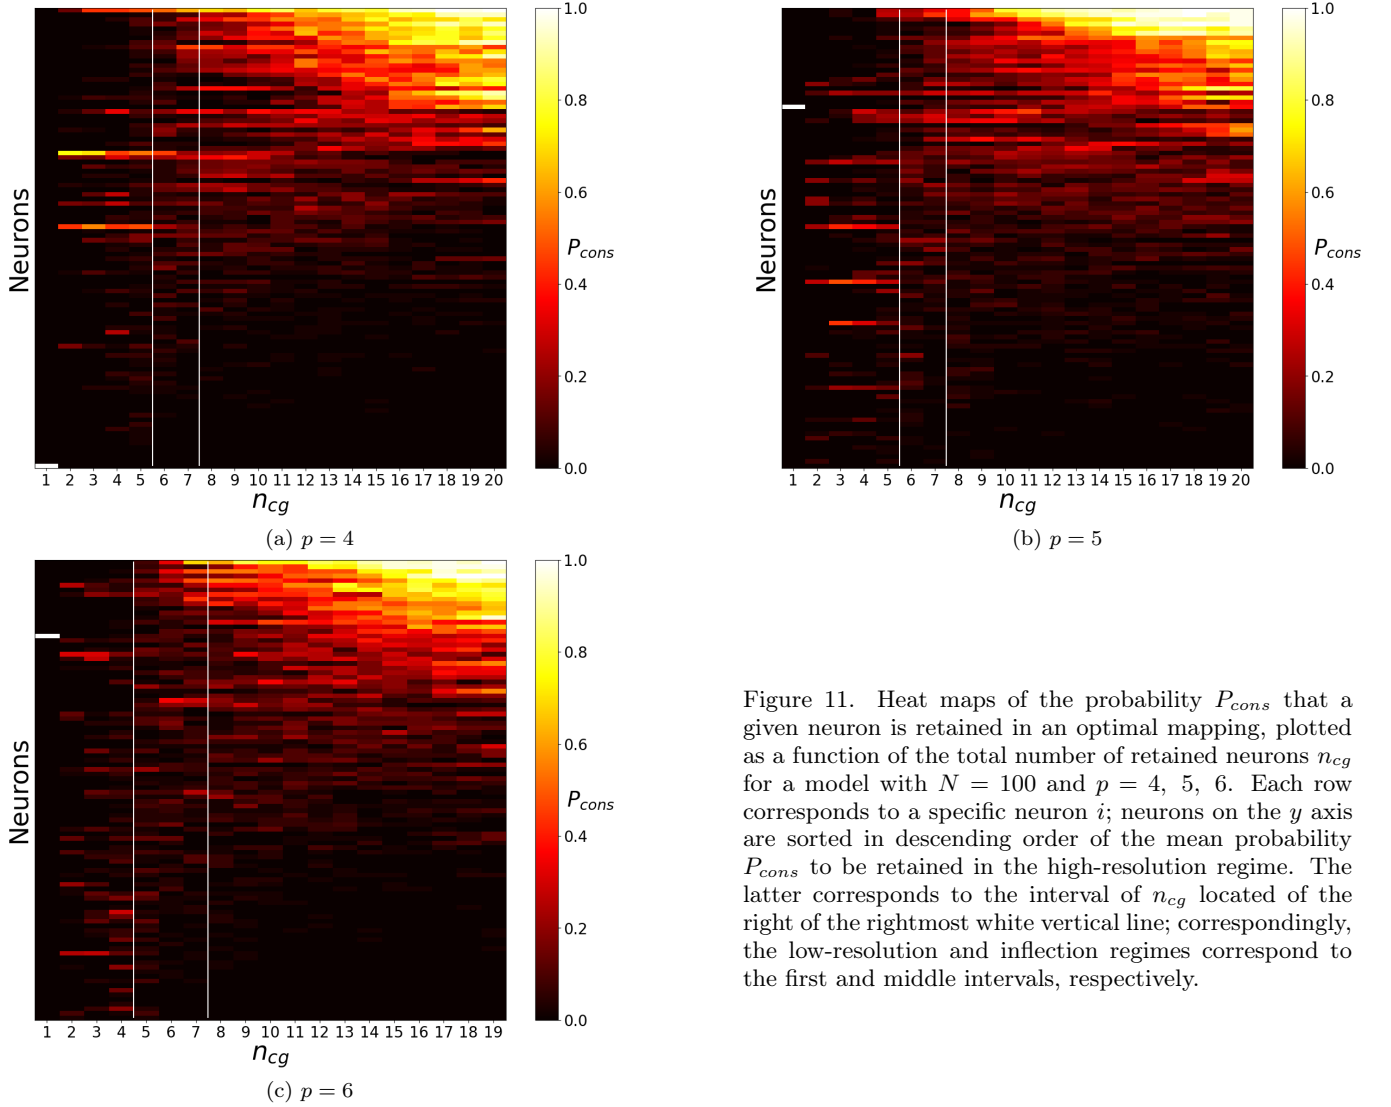 1.0
0.8
0.6
P_cons
0.4
0.2
0.0
Neurons
1 2 3 4 5 6 7 8 9 10 11 12 13 14 15 16 17 18 19 20
n_cg
(a) p = 4
1.0
0.8
0.6
P_cons
0.4
0.2
0.0
Neurons
1 2 3 4 5 6 7 8 9 10 11 12 13 14 15 16 17 18 19 20
n_cg
(b) p = 5
1.0
0.8
0.6
P_cons
0.4
0.2
0.0
Neurons
1 2 3 4 5 6 7 8 9 10 11 12 13 14 15 16 17 18 19
n_cg
(c) p = 6
Figure 11. Heat maps of the probability P_cons that a
given neuron is retained in an optimal mapping, plotted
as a function of the total number of retained neurons n_cg
for a model with N = 100 and p = 4, 5, 6. Each row
corresponds to a specific neuron i; neurons on the y axis
are sorted in descending order of the mean probability
P_cons to be retained in the high-resolution regime. The
latter corresponds to the interval of n_cg located of the
right of the rightmost white vertical line; correspondingly,
the low-resolution and inflection regimes correspond to
the first and middle intervals, respectively.